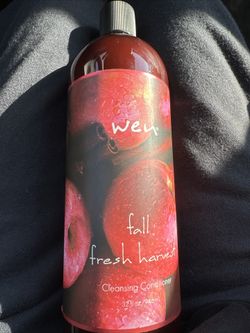 wen
fall
fresh harvest
Cleansing Conditioner